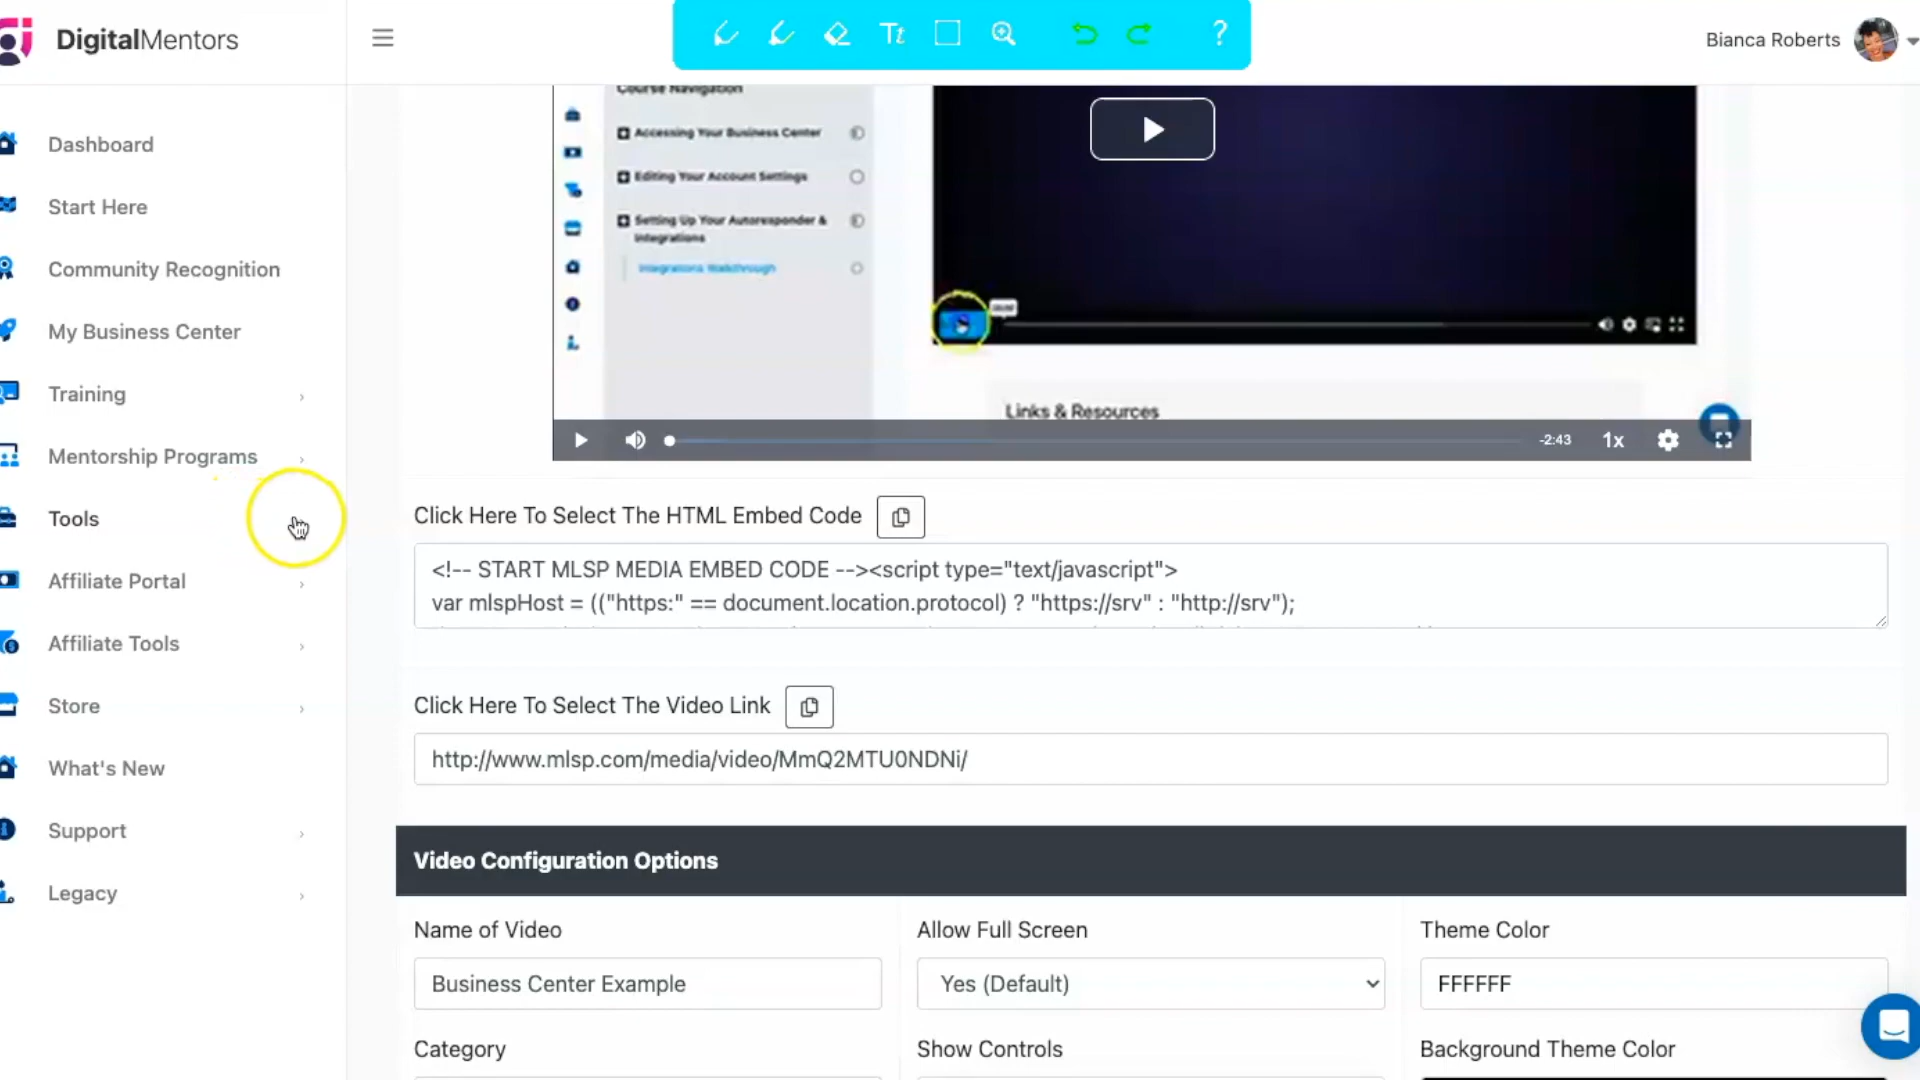 DigitalMentors
Tt
?
Bianca Roberts
Dashboard
Start Here
Community Recognition
My Business Center
Training
Mentorship Programs
Tools
Affiliate Portal
Affiliate Tools
Store
What's New
Support
Legacy
Course Navigation
Accessing Your Business Center
Editing Your Account Settings
Setting Up Your Autoresponder &
Integrations
Integrations Walkthrough
Links & Resources
-2:43
1x
Click Here To Select The HTML Embed Code
<!-- START MLSP MEDIA EMBED CODE --><script type="text/javascript">
var mlspHost = (("https:" == document.location.protocol) ? "https://srv" : "http://srv");
Click Here To Select The Video Link
http://www.mlsp.com/media/video/MmQ2MTU0NDNi/
Video Configuration Options
Name of Video
Allow Full Screen
Theme Color
Business Center Example
Yes (Default)
FFFFFF
Category
Show Controls
Background Theme Color